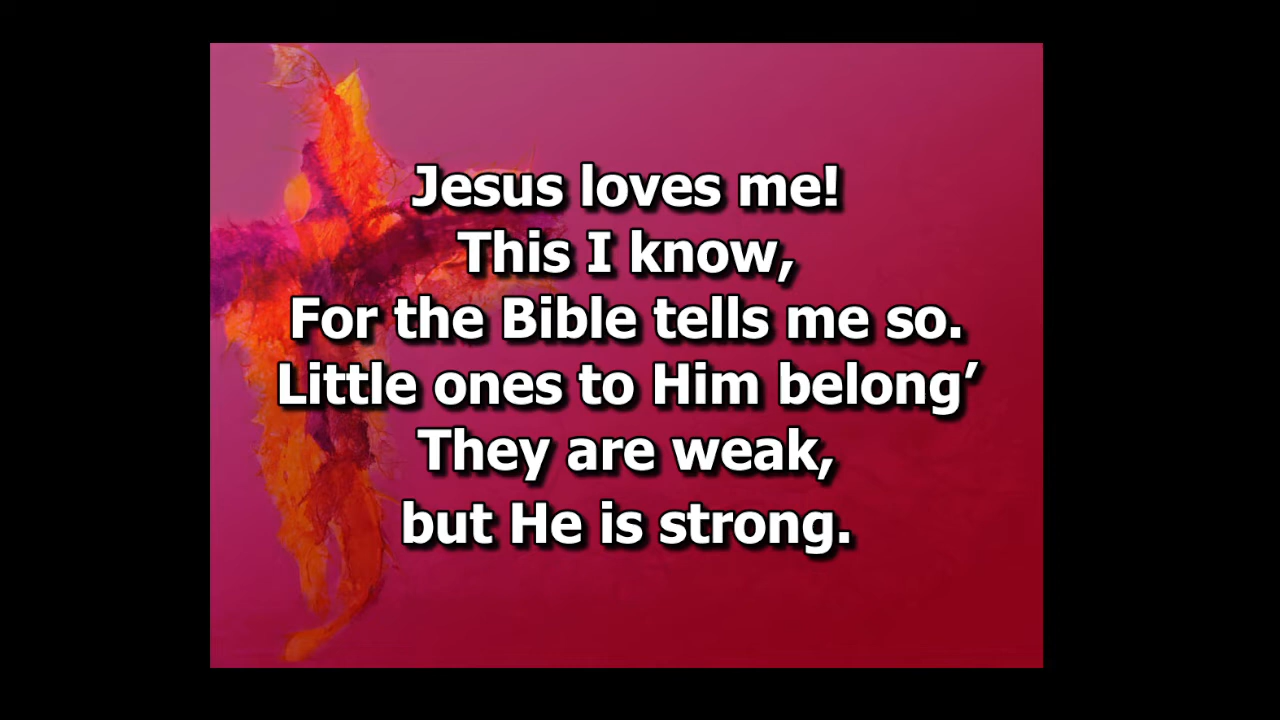 Jesus loves me!
This I know,
For the Bible tells me so.
Little ones to Him belong’
They are weak,
but He is strong.